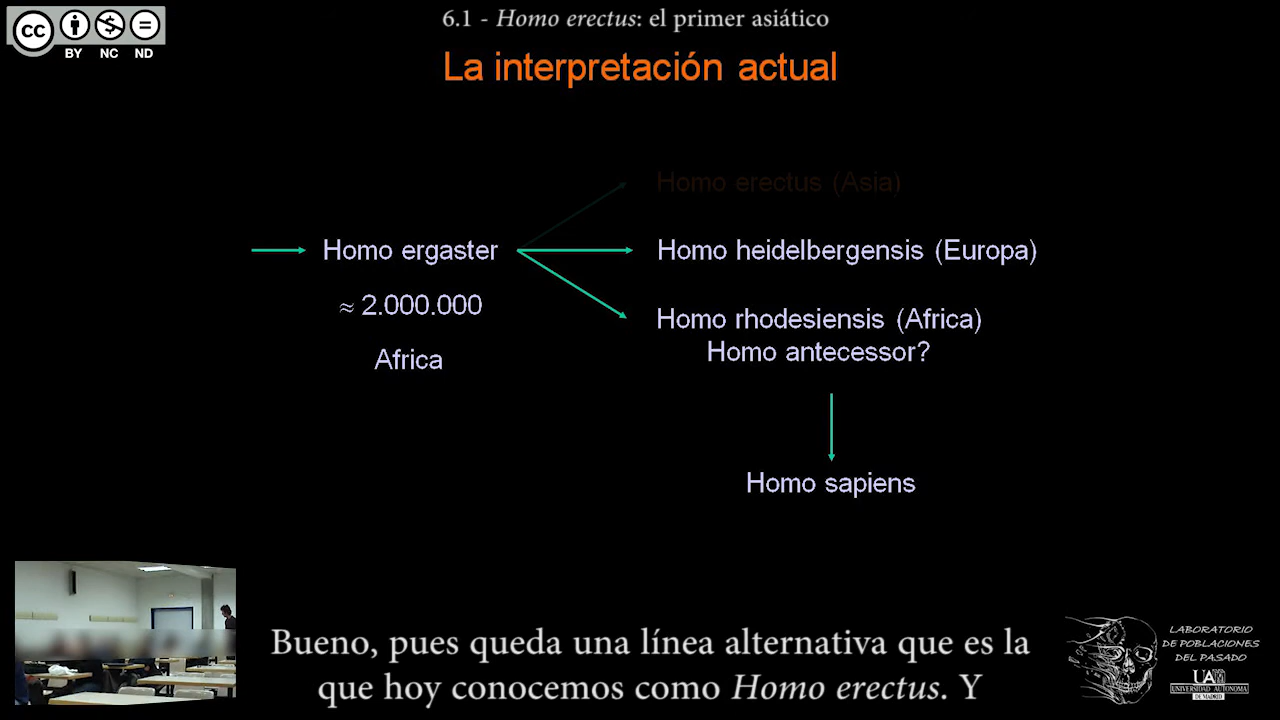 6.1 - Homo erectus: el primer asiático
BY NC ND
La interpretación actual
Homo erectus (Asia)
Homo ergaster
Homo heidelbergensis (Europa)
≈ 2.000.000
Homo rhodesiensis (Africa)
Africa
Homo antecessor?
Homo sapiens
Bueno, pues queda una línea alternativa que es la
que hoy conocemos como Homo erectus. Y
LABORATORIO
DE POBLACIONES
DEL PASADO
UAM
UNIVERSIDAD AUTONOMA
DE MADRID